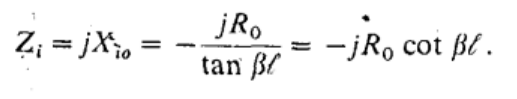 Z_i = jX_{io} = -\frac{jR_0}{\tan \beta\ell} = -jR_0 \cot \beta\ell.